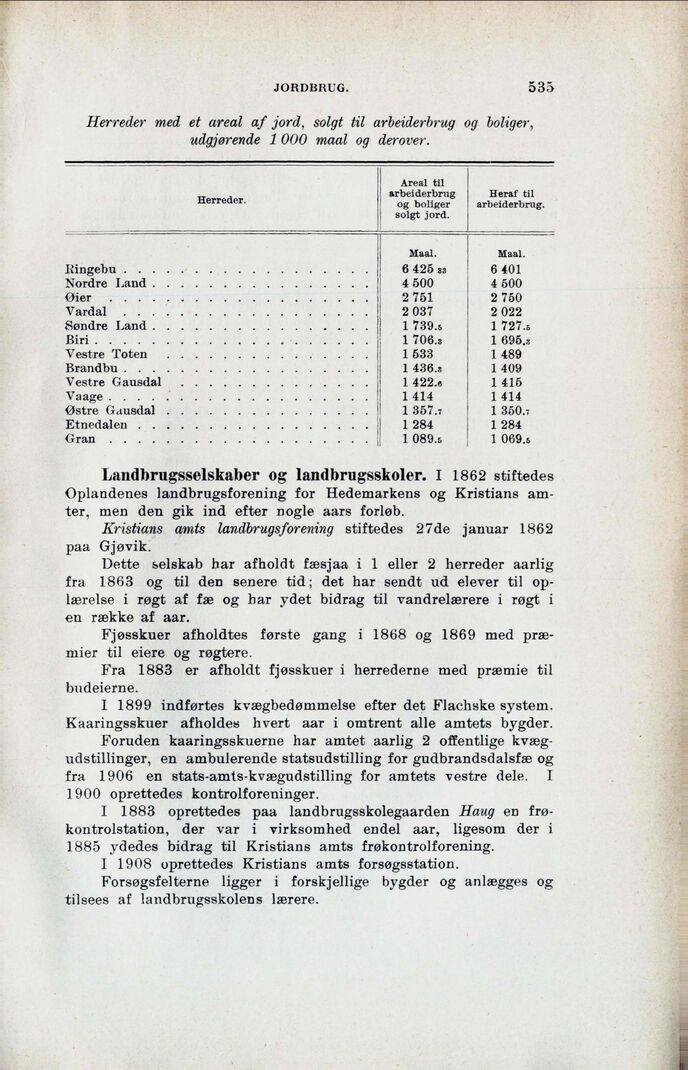 JORDBRUG. 535
Herreder med et areal af jord, solgt til arbeiderbrug og boliger,
udgjørende 1 000 maal og derover.
Herreder. Areal til arbeiderbrug og boliger solgt jord. Heraf til arbeiderbrug.
Maal. Maal.
Ringebu . . . . . . . . . . . . . . . . . . 6 425.33 6 401
Nordre Land . . . . . . . . . . . . . . . . 4 500 4 500
Øier . . . . . . . . . . . . . . . . . . . 2 751 2 750
Vardal . . . . . . . . . . . . . . . . . . 2 037 2 022
Søndre Land . . . . . . . . . . . . . . . . 1 739.5 1 727.5
Biri . . . . . . . . . . . . . . . . . . . . 1 706.3 1 695.3
Vestre Toten . . . . . . . . . . . . . . . 1 533 1 489
Brandbu . . . . . . . . . . . . . . . . . . 1 436.3 1 409
Vestre Gausdal . . . . . . . . . . . . . . 1 422.6 1 415
Vaage . . . . . . . . . . . . . . . . . . . 1 414 1 414
Østre Gausdal . . . . . . . . . . . . . . . 1 357.7 1 350.7
Etnedalen . . . . . . . . . . . . . . . . . 1 284 1 284
Gran . . . . . . . . . . . . . . . . . . . 1 089.5 1 069.5
Landbrugsselskaber og landbrugsskoler. I 1862 stiftedes
Oplandenes landbrugsforening for Hedemarkens og Kristians am-
ter, men den gik ind efter nogle aars forløb.
Kristians amts landbrugsforening stiftedes 27de januar 1862
paa Gjøvik.
Dette selskab har afholdt fæsjaa i 1 eller 2 herreder aarlig
fra 1863 og til den senere tid; det har sendt ud elever til op-
lærelse i røgt af fæ og har ydet bidrag til vandrelærere i røgt i
en række af aar.
Fjøsskuer afholdtes første gang i 1868 og 1869 med præ-
mier til eiere og røgtere.
Fra 1883 er afholdt fjøsskuer i herrederne med præmie til
budeierne.
I 1899 indførtes kvægbedømmelse efter det Flachske system.
Kaaringsskuer afholdes hvert aar i omtrent alle amtets bygder.
Foruden kaaringsskuerne har amtet aarlig 2 offentlige kvæg-
udstillinger, en ambulerende statsudstilling for gudbrandsdalsfæ og
fra 1906 en stats-amts-kvægudstilling for amtets vestre dele. I
1900 oprettedes kontrolforeninger.
I 1883 oprettedes paa landbrugsskolegaarden Haug en frø-
kontrolstation, der var i virksomhed endel aar, ligesom der i
1885 ydedes bidrag til Kristians amts frøkontrolforening.
I 1908 oprettedes Kristians amts forsøgsstation.
Forsøgsfelterne ligger i forskjellige bygder og anlægges og
tilsees af landbrugsskolens lærere.